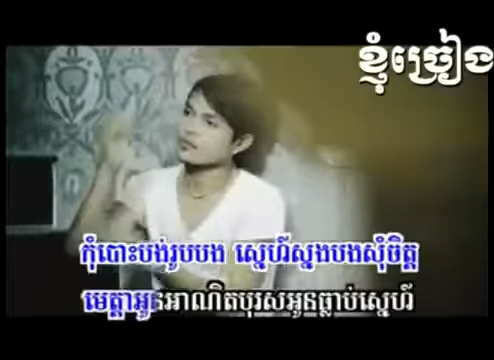 ខ្ញុំច្រៀង
កុំបោះបង់រូបបង ស្នេហ៍ស្នងបងសុំចិត្ត
មេត្តាអូនអាណិតបុរសអូនធ្លាប់ស្នេហ៍